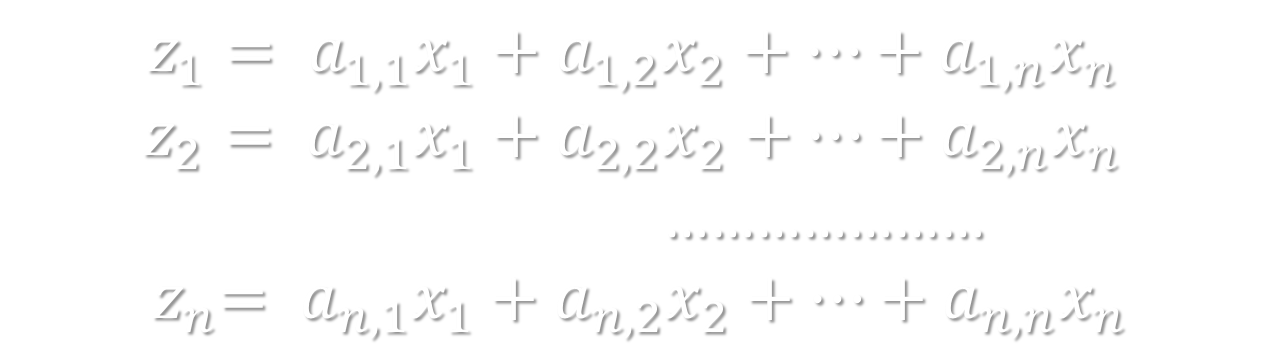 z₁ = a₁,₁x₁ + a₁,₂x₂ + ⋯ + a₁,ₙxₙ
z₂ = a₂,₁x₁ + a₂,₂x₂ + ⋯ + a₂,ₙxₙ
.....................
zₙ= aₙ,₁x₁ + aₙ,₂x₂ + ⋯ + aₙ,ₙxₙ